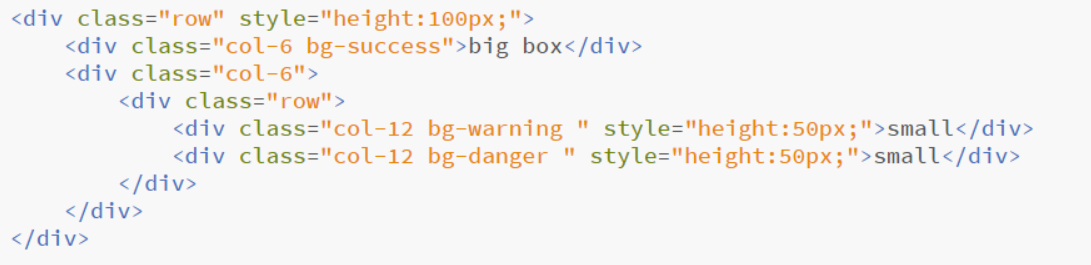 <div class="row" style="height:100px;">
    <div class="col-6 bg-success">big box</div>
    <div class="col-6">
        <div class="row">
            <div class="col-12 bg-warning " style="height:50px;">small</div>
            <div class="col-12 bg-danger " style="height:50px;">small</div>
        </div>
    </div>
</div>